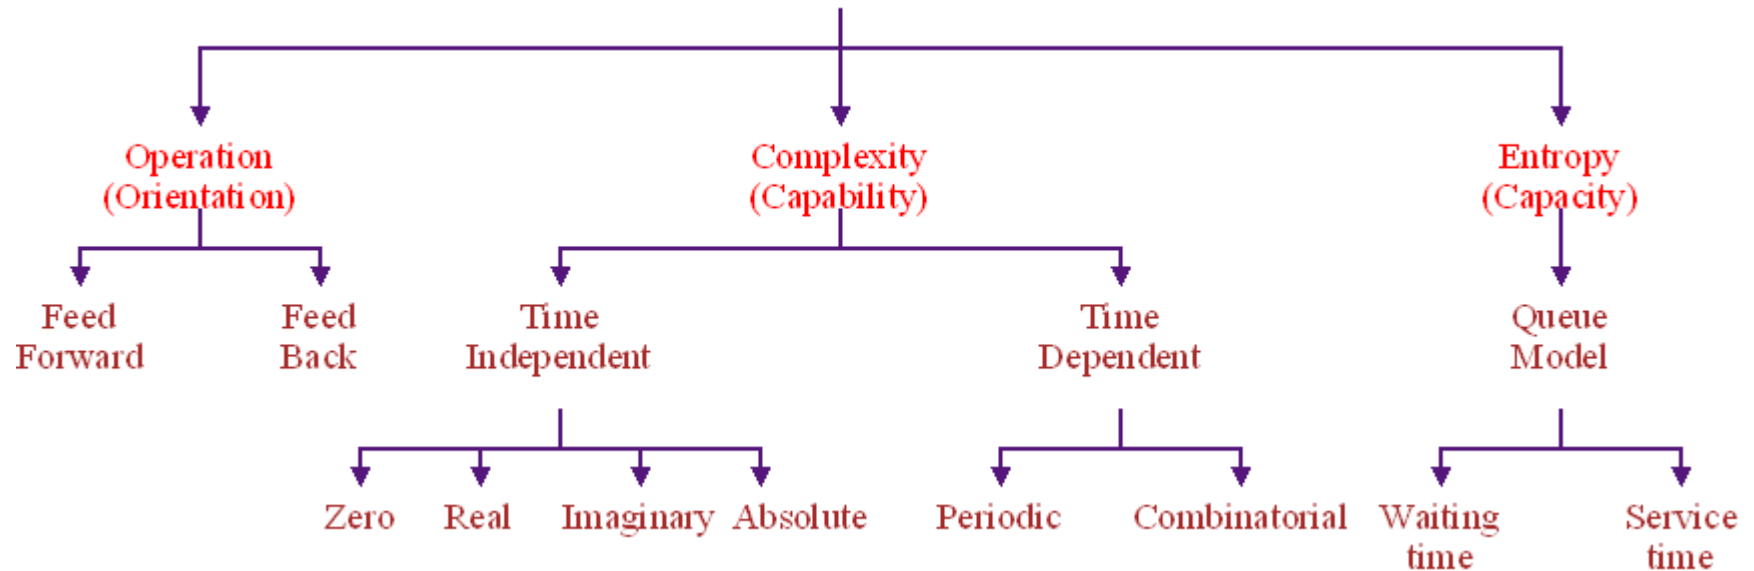 Operation
(Orientation)
Complexity
(Capability)
Entropy
(Capacity)
Feed
Forward
Feed
Back
Time
Independent
Time
Dependent
Queue
Model
Zero
Real
Imaginary
Absolute
Periodic
Combinatorial
Waiting
time
Service
time